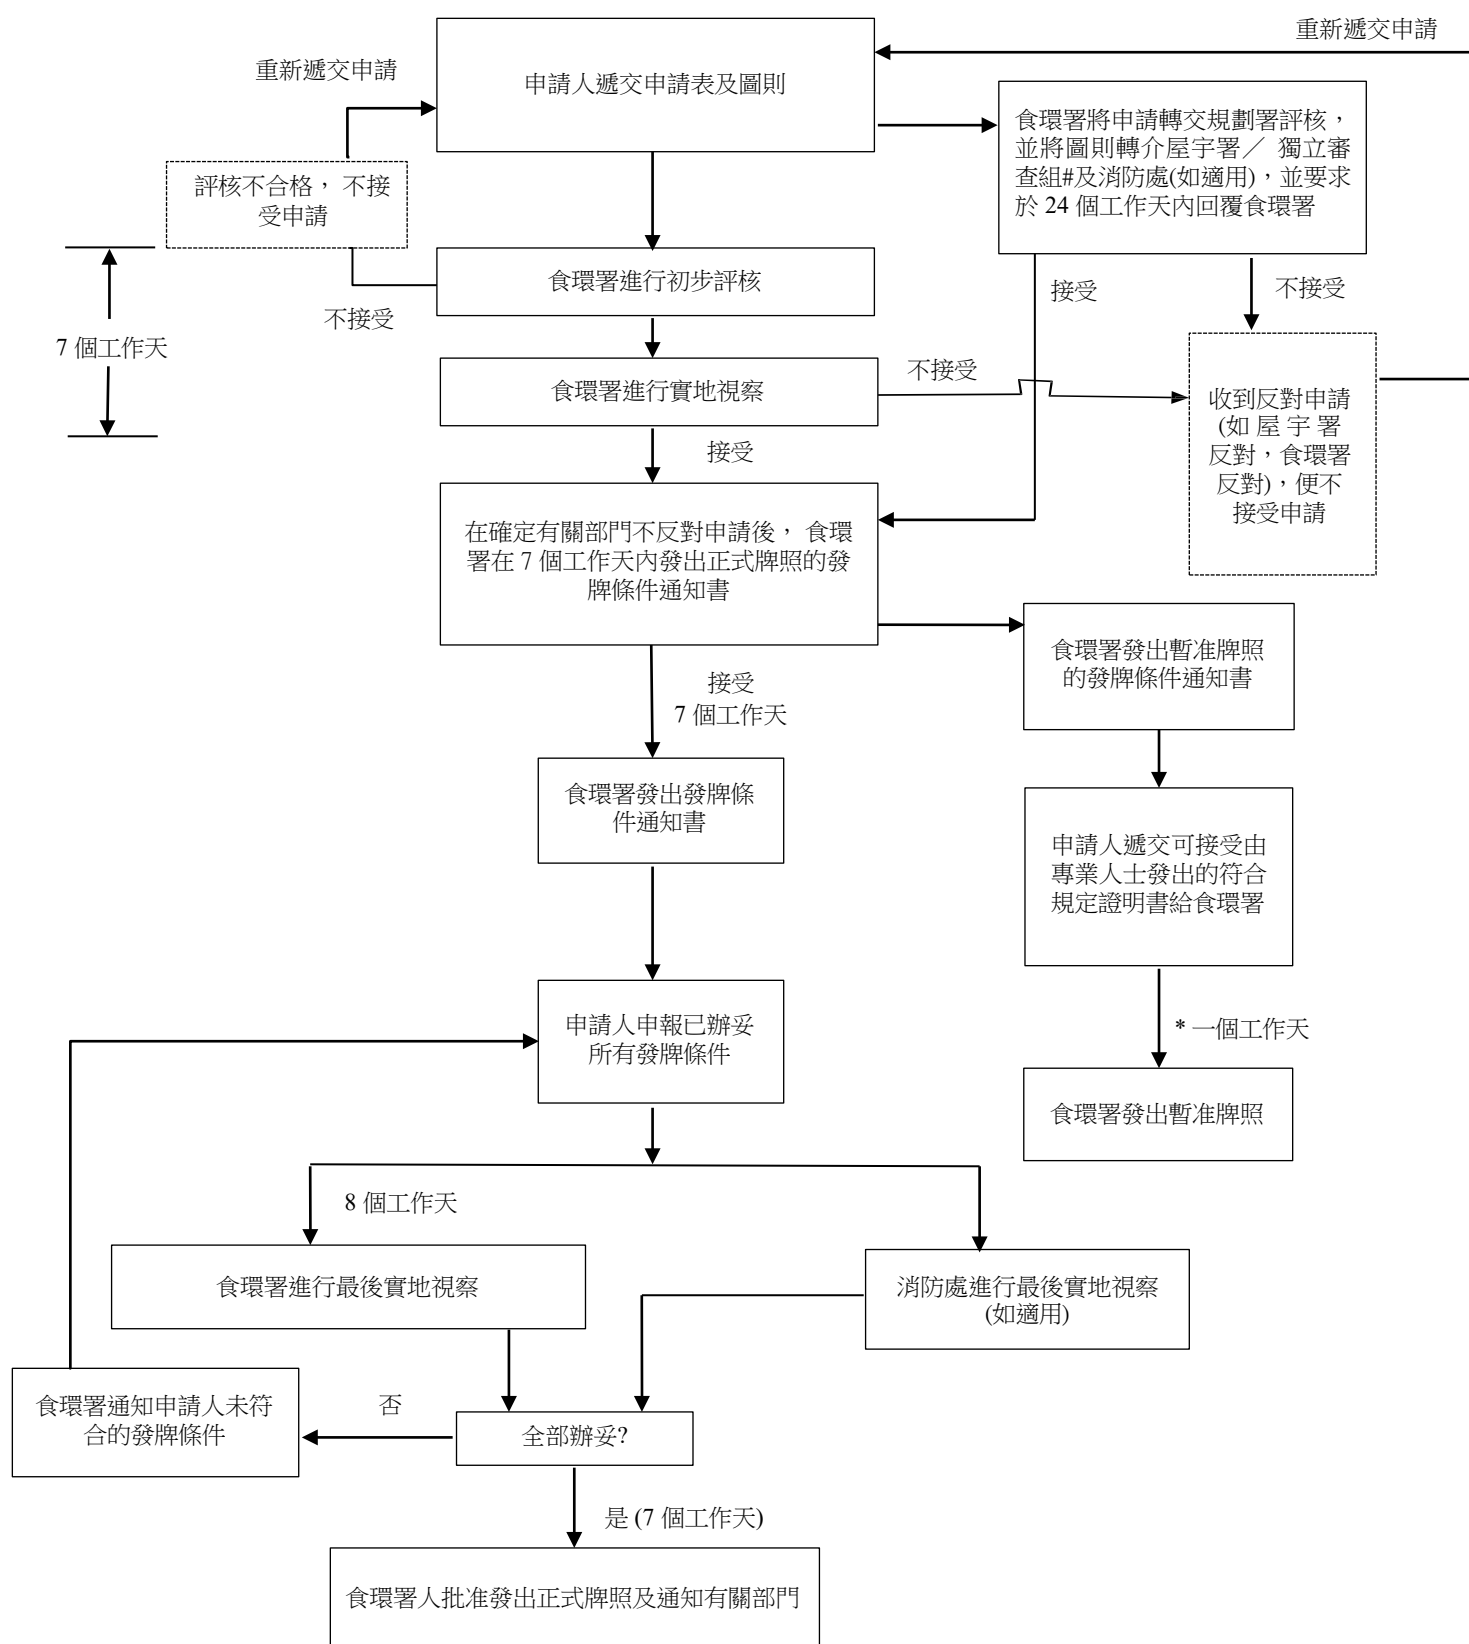 重新遞交申請
重新遞交申請
申請人遞交申請表及圖則
食環署將申請轉交規劃署評核，
並將圖則轉介屋宇署／ 獨立審
查組#及消防處(如適用)，並要求
於 24 個工作天內回覆食環署
評核不合格， 不接
受申請
食環署進行初步評核
不接受
接受
不接受
7 個工作天
食環署進行實地視察
不接受
收到反對申請
(如 屋 宇 署
反對，食環署
反對)，便不
接受申請
接受
在確定有關部門不反對申請後， 食環
署在 7 個工作天內發出正式牌照的發
牌條件通知書
食環署發出暫准牌照
的發牌條件通知書
接受
7 個工作天
食環署發出發牌條
件通知書
申請人遞交可接受由
專業人士發出的符合
規定證明書給食環署
申請人申報已辦妥
所有發牌條件
* 一個工作天
食環署發出暫准牌照
8 個工作天
食環署進行最後實地視察
消防處進行最後實地視察
(如適用)
食環署通知申請人未符
合的發牌條件
否
全部辦妥?
是 (7 個工作天)
食環署人批准發出正式牌照及通知有關部門